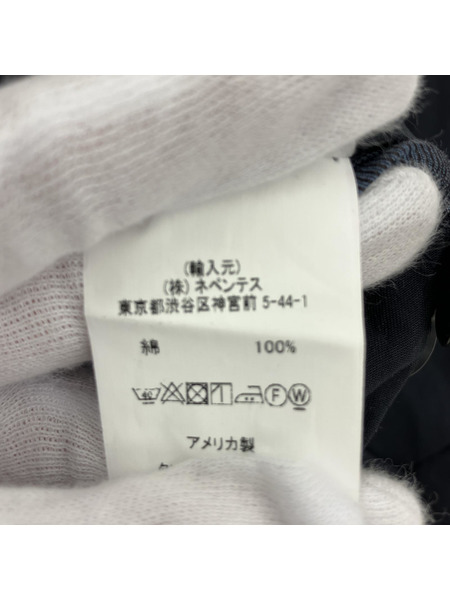 (輸入元)
(株) ネペンテス
東京都渋谷区神宮前 5-44-1
綿 100%
40 F W
アメリカ製